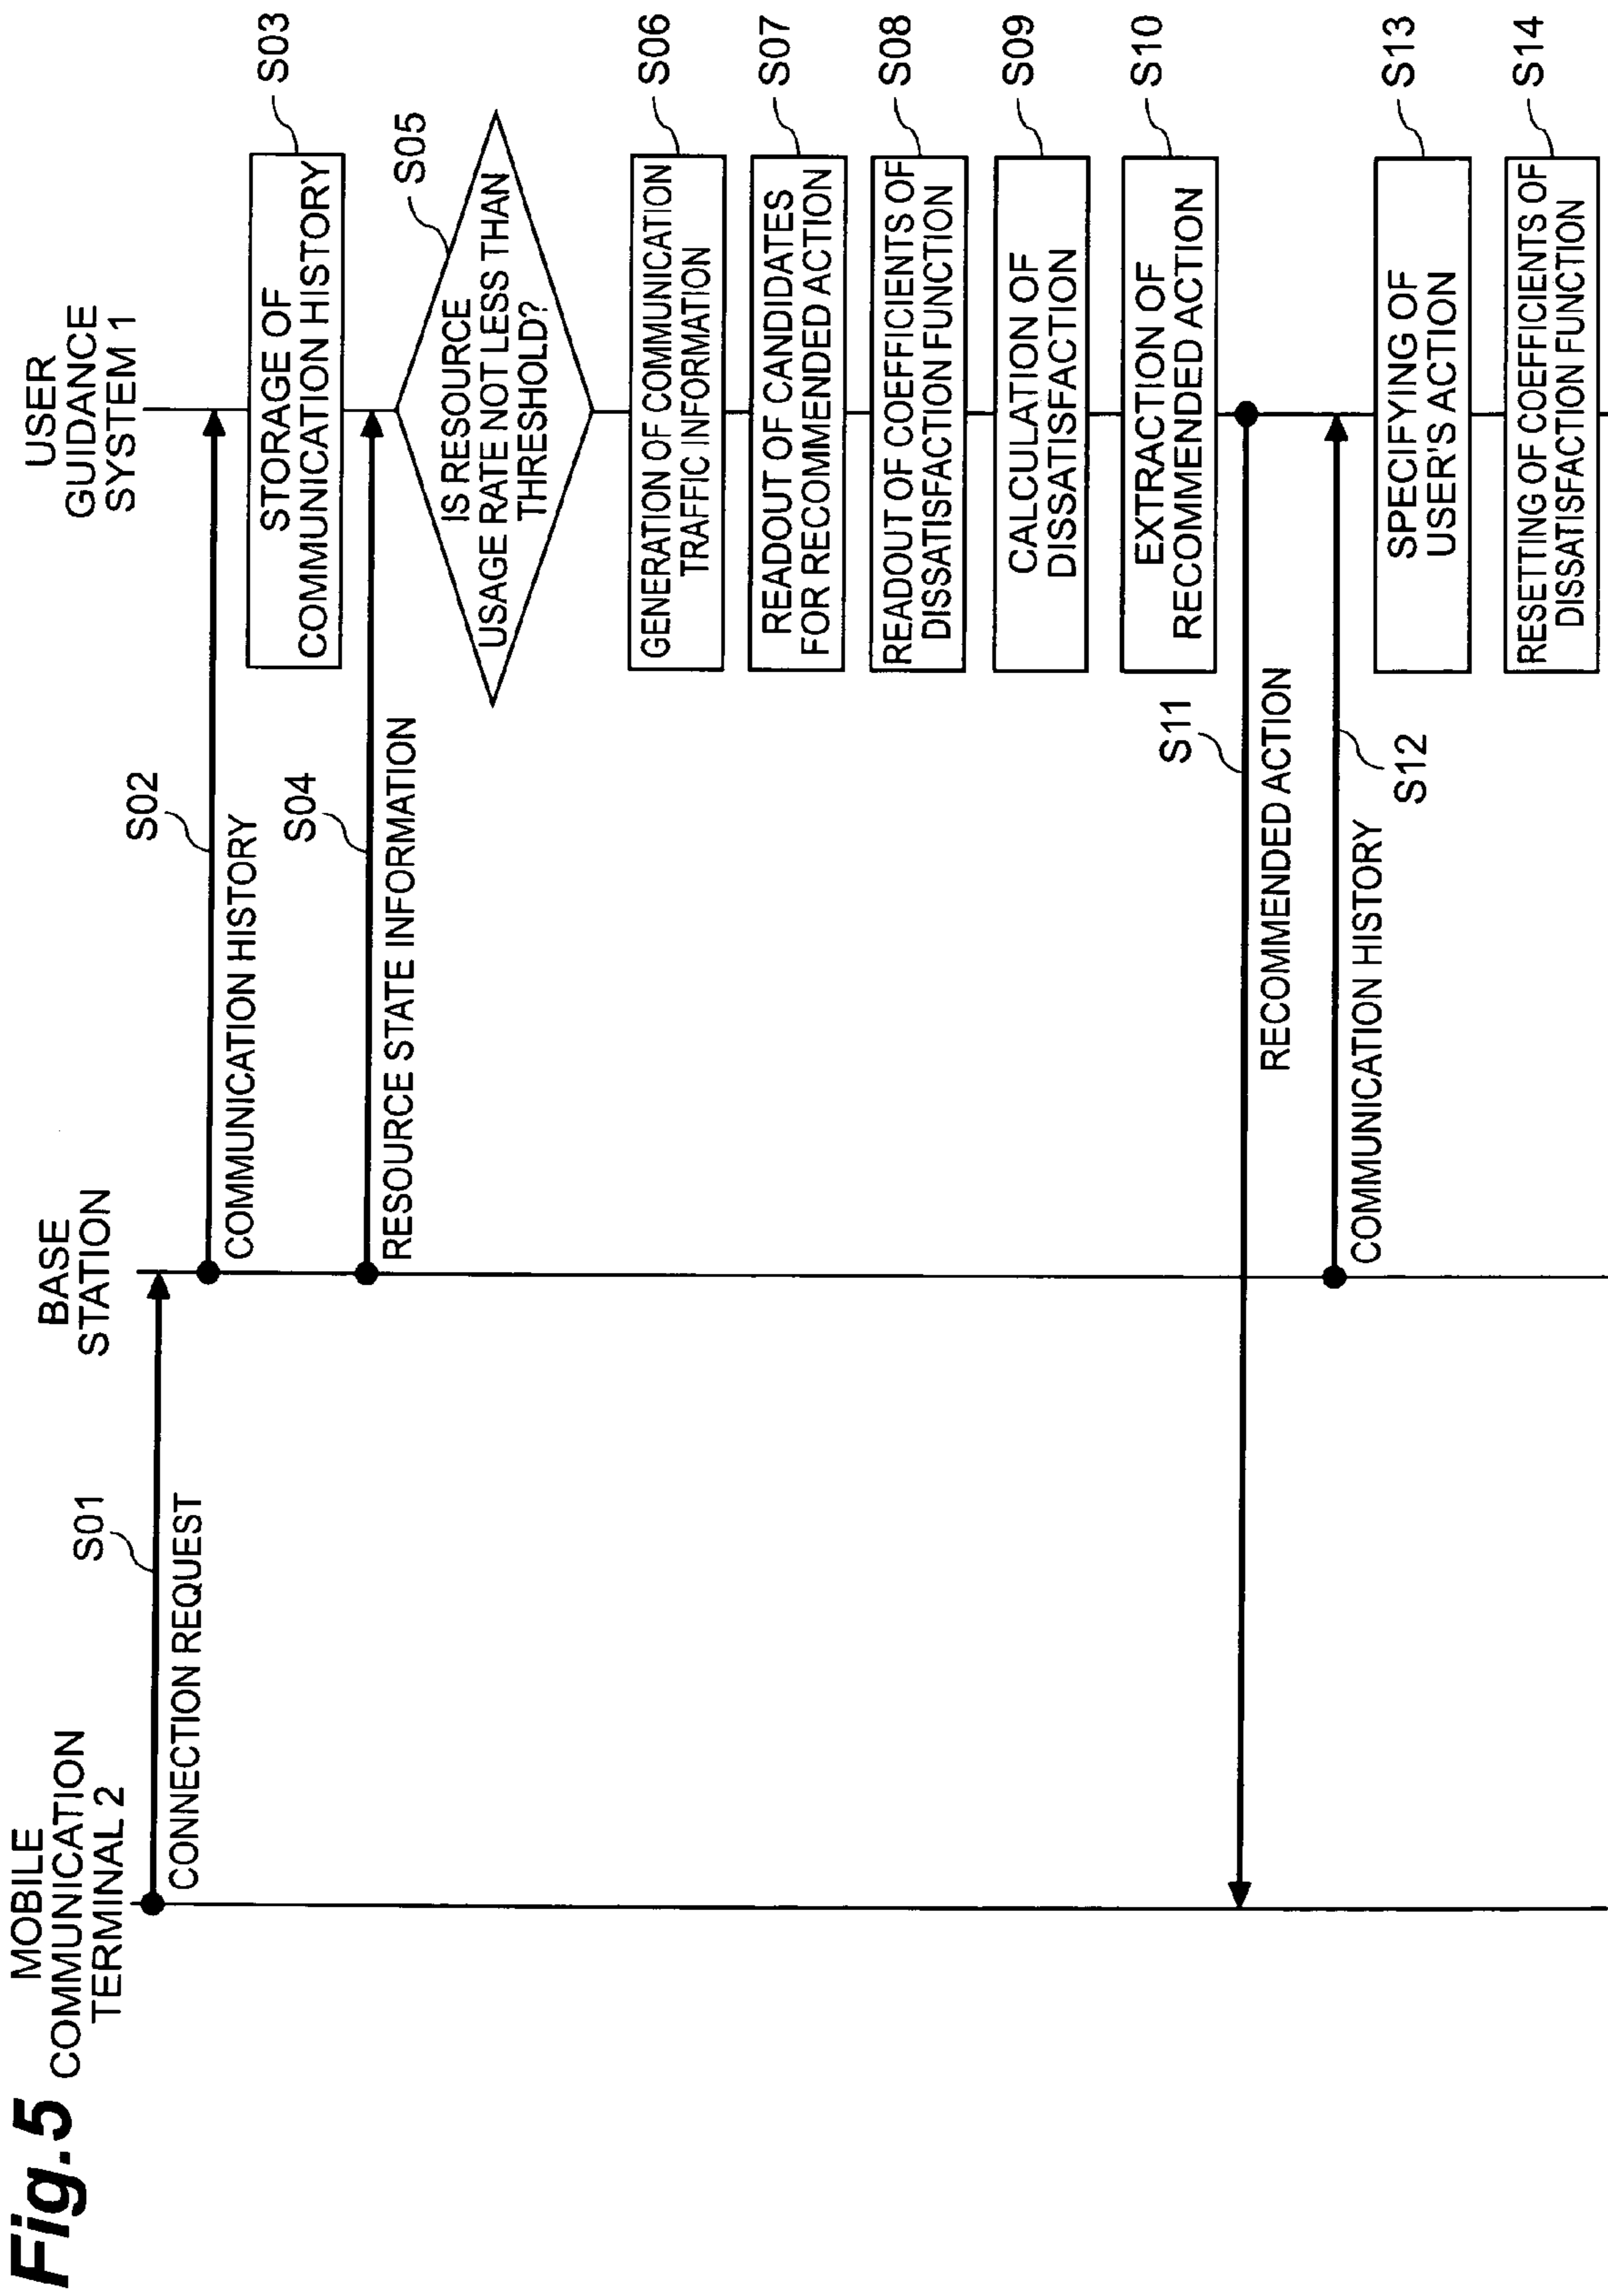 Fig.5
MOBILE
COMMUNICATION
TERMINAL 2
BASE
STATION
USER
GUIDANCE
SYSTEM 1
S01
CONNECTION REQUEST
S02
COMMUNICATION HISTORY
STORAGE OF
COMMUNICATION HISTORY
S03
S04
RESOURCE STATE INFORMATION
IS RESOURCE
USAGE RATE NOT LESS THAN
THRESHOLD?
S05
GENERATION OF COMMUNICATION
TRAFFIC INFORMATION
S06
READOUT OF CANDIDATES
FOR RECOMMENDED ACTION
S07
READOUT OF COEFFICIENTS OF
DISSATISFACTION FUNCTION
S08
CALCULATION OF
DISSATISFACTION
S09
EXTRACTION OF
RECOMMENDED ACTION
S10
S11
RECOMMENDED ACTION
COMMUNICATION HISTORY
S12
SPECIFYING OF
USER'S ACTION
S13
RESETTING OF COEFFICIENTS OF
DISSATISFACTION FUNCTION
S14